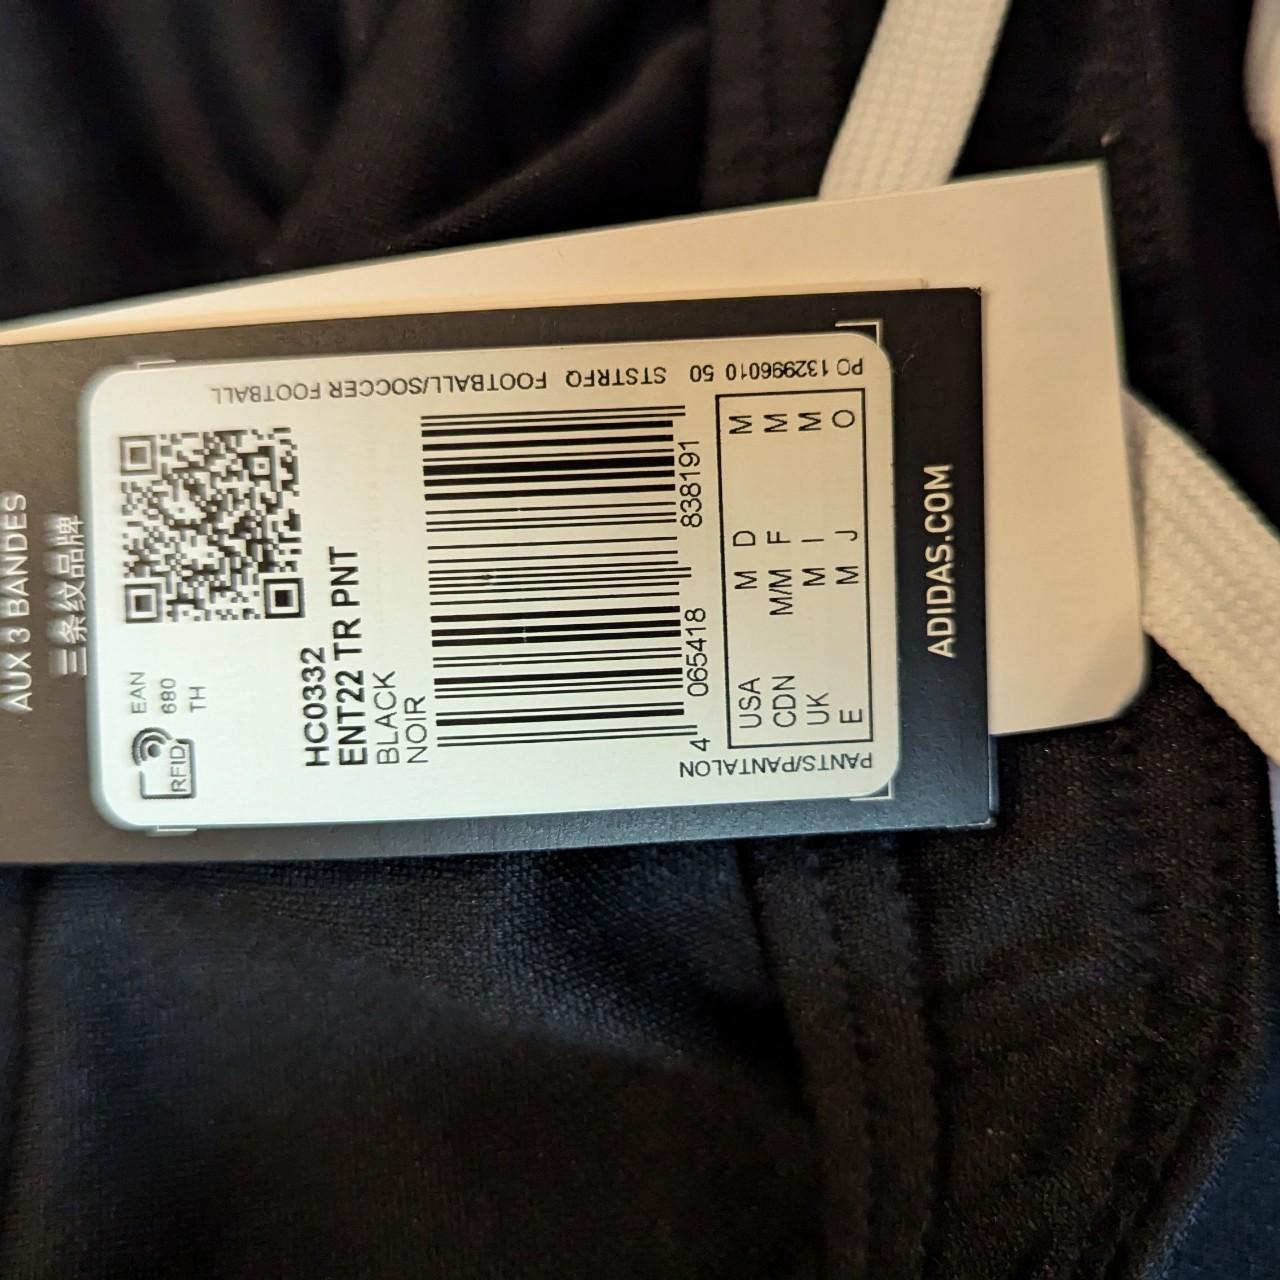 AUX 3 BANDES
三条纹品牌
RFID
EAN
680
TH
HC0332
ENT22 TR PNT
BLACK
NOIR
4 065418 838191
USA M D M
CDN M/M F M
UK M I M
E M J O
PANTS/PANTALON
PO 132996010 50 STSTRFQ FOOTBALL/SOCCER FOOTBALL
ADIDAS.COM